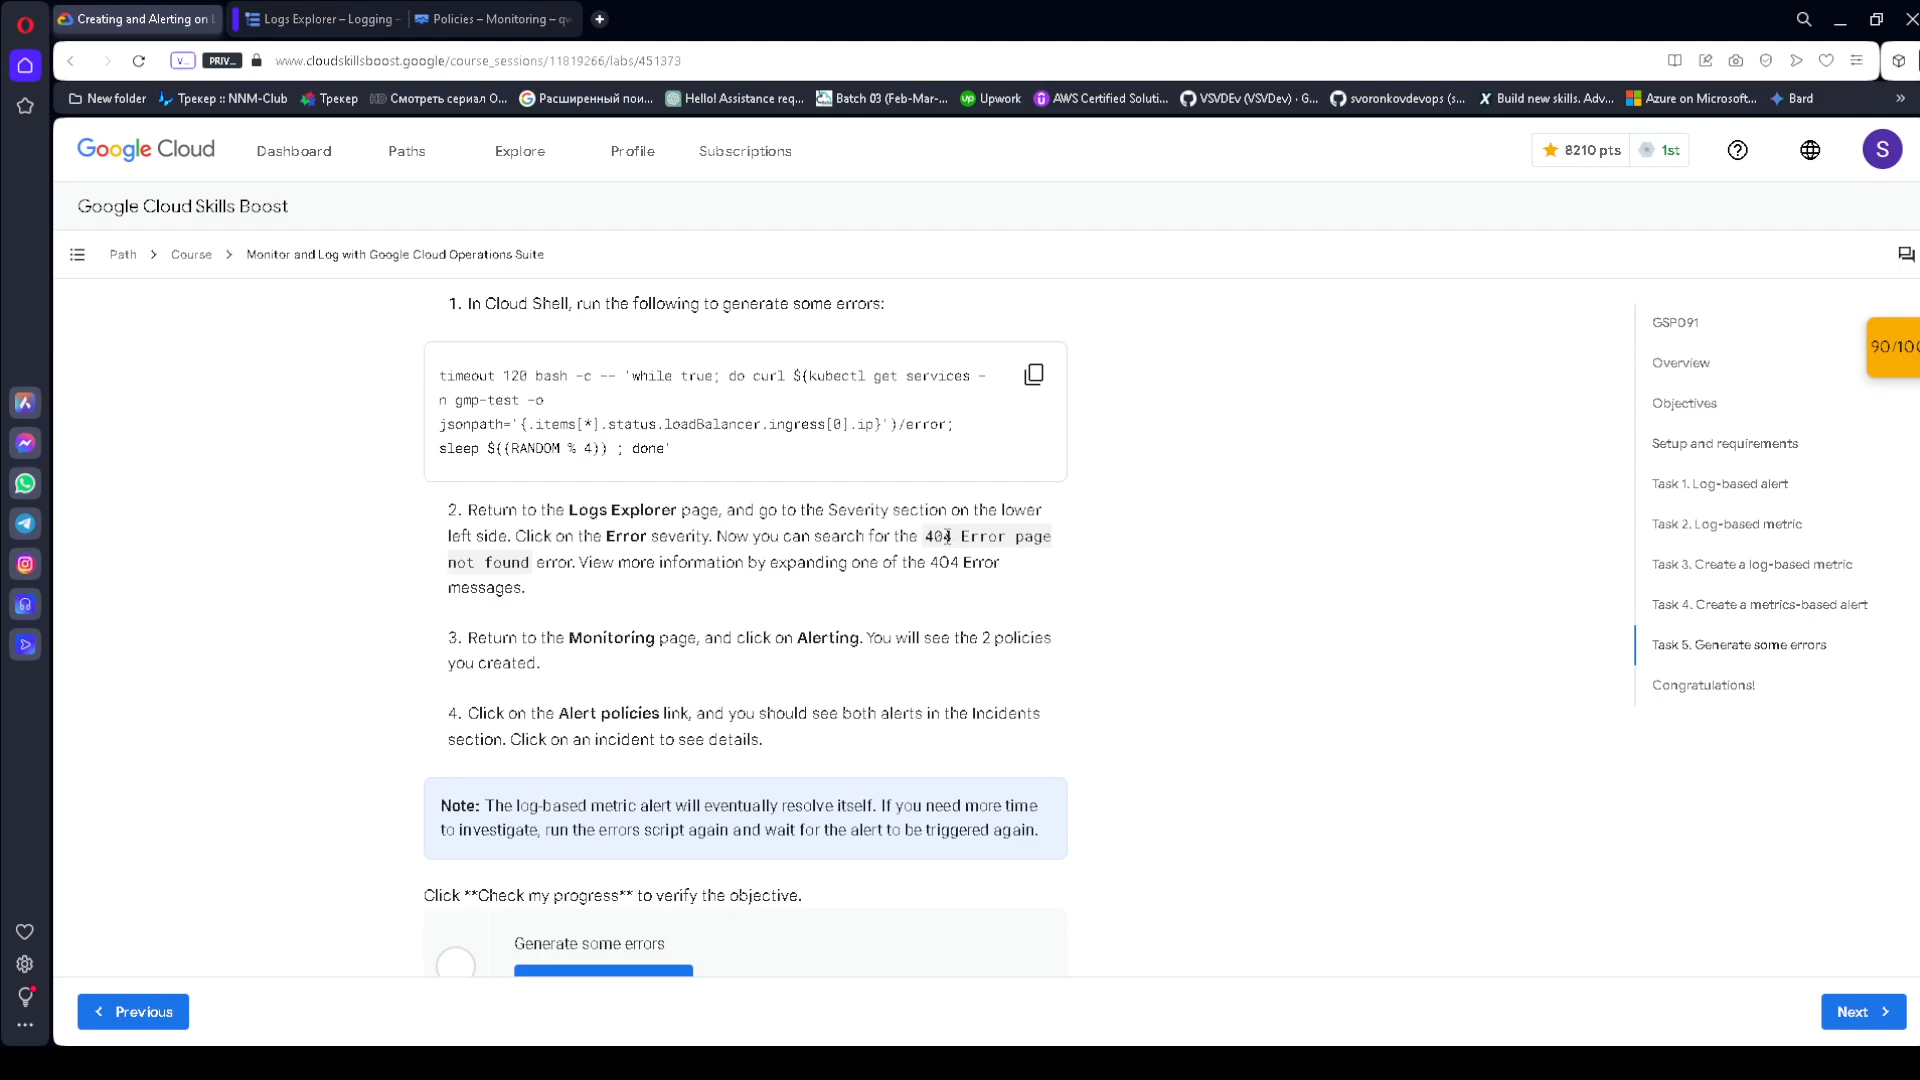 Creating and Alerting on L
Logs Explorer – Logging –
Policies – Monitoring – qw
V...
PRIV...
www.cloudskillsboost.google/course_sessions/11819266/labs/451373
New folder
Трекер :: NNM-Club
Трекер
HD Смотреть сериал О...
Расширенный пои...
Hello! Assistance req...
Batch 03 (Feb-Mar-...
up Upwork
AWS Certified Soluti...
VSVDEv (VSVDev) · G...
svoronkovdevops (s...
X Build new skills. Adv...
Azure on Microsoft...
Bard
»
Google Cloud
Dashboard
Paths
Explore
Profile
Subscriptions
8210 pts
1st
S
Google Cloud Skills Boost
Path
Course
Monitor and Log with Google Cloud Operations Suite
1. In Cloud Shell, run the following to generate some errors:
timeout 120 bash -c -- 'while true; do curl $(kubectl get services -
n gmp-test -o
jsonpath='{.items[*].status.loadBalancer.ingress[0].ip}')/error;
sleep $((RANDOM % 4)) ; done'
2. Return to the Logs Explorer page, and go to the Severity section on the lower
left side. Click on the Error severity. Now you can search for the 404 Error page
not found error. View more information by expanding one of the 404 Error
messages.
3. Return to the Monitoring page, and click on Alerting. You will see the 2 policies
you created.
4. Click on the Alert policies link, and you should see both alerts in the Incidents
section. Click on an incident to see details.
Note: The log-based metric alert will eventually resolve itself. If you need more time
to investigate, run the errors script again and wait for the alert to be triggered again.
Click **Check my progress** to verify the objective.
Generate some errors
GSP091
Overview
Objectives
Setup and requirements
Task 1. Log-based alert
Task 2. Log-based metric
Task 3. Create a log-based metric
Task 4. Create a metrics-based alert
Task 5. Generate some errors
Congratulations!
90/100
Previous
Next